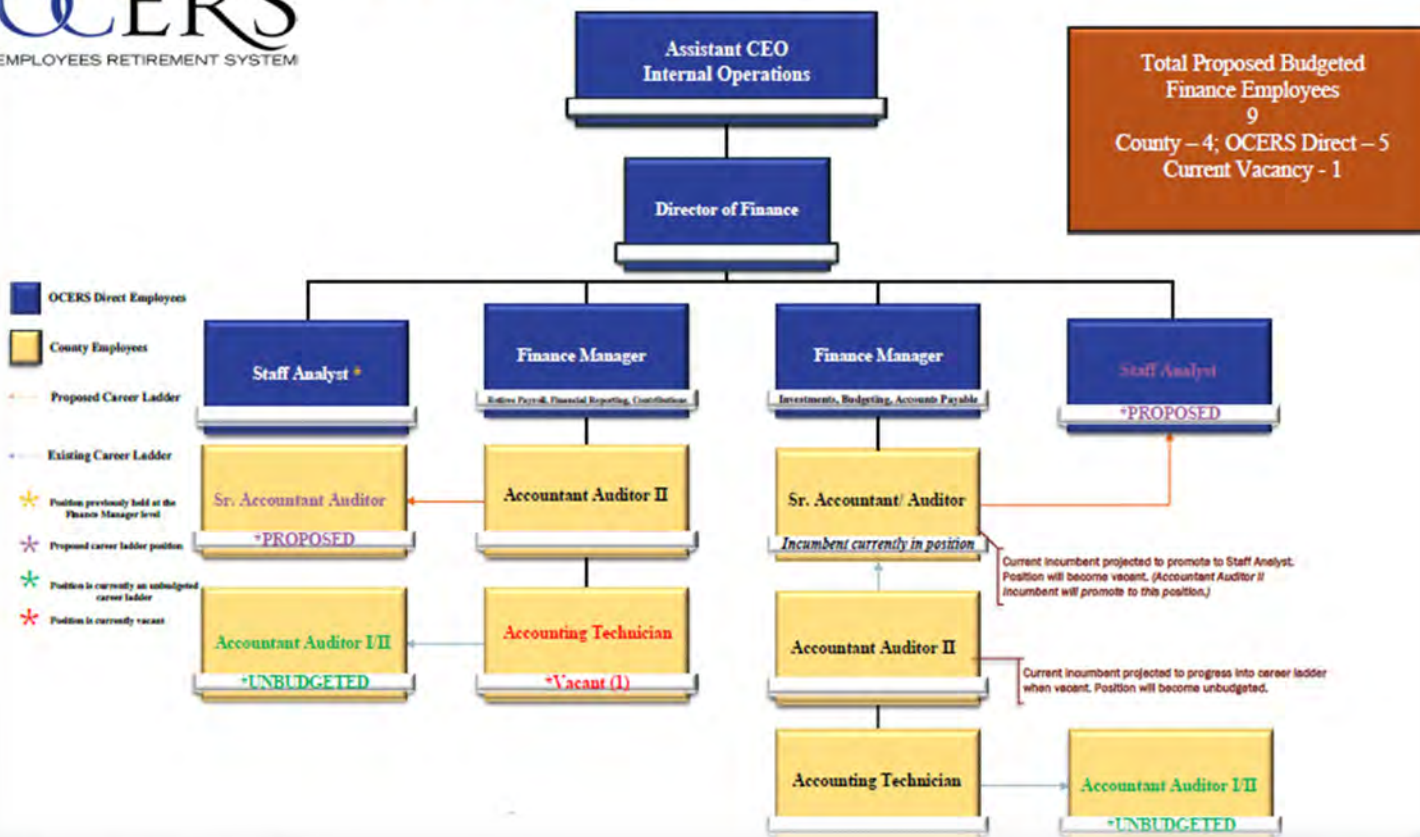 OCERS
EMPLOYEES RETIREMENT SYSTEM
Assistant CEO
Internal Operations
Total Proposed Budgeted
Finance Employees
9
County – 4; OCERS Direct – 5
Current Vacancy - 1
Director of Finance
OCERS Direct Employees
County Employees
Proposed Career Ladder
Existing Career Ladder
* Position previously held at the
Finance Manager level
* Proposed career ladder position
* Position is currently an unbudgeted
career ladder
* Position is currently vacant
Staff Analyst *
Finance Manager
Retiree Payroll, Financial Reporting, Contributions
Finance Manager
Investments, Budgeting, Accounts Payable
Staff Analyst
*PROPOSED
Sr. Accountant Auditor
*PROPOSED
Accountant Auditor II
Sr. Accountant/ Auditor
Incumbent currently in position
Current incumbent projected to promote to Staff Analyst.
Position will become vacant. (Accountant Auditor II
Incumbent will promote to this position.)
Accountant Auditor I/II
*UNBUDGETED
Accounting Technician
*Vacant (1)
Accountant Auditor II
Current incumbent projected to progress into career ladder
when vacant. Position will become unbudgeted.
Accounting Technician
Accountant Auditor I/II
*UNBUDGETED